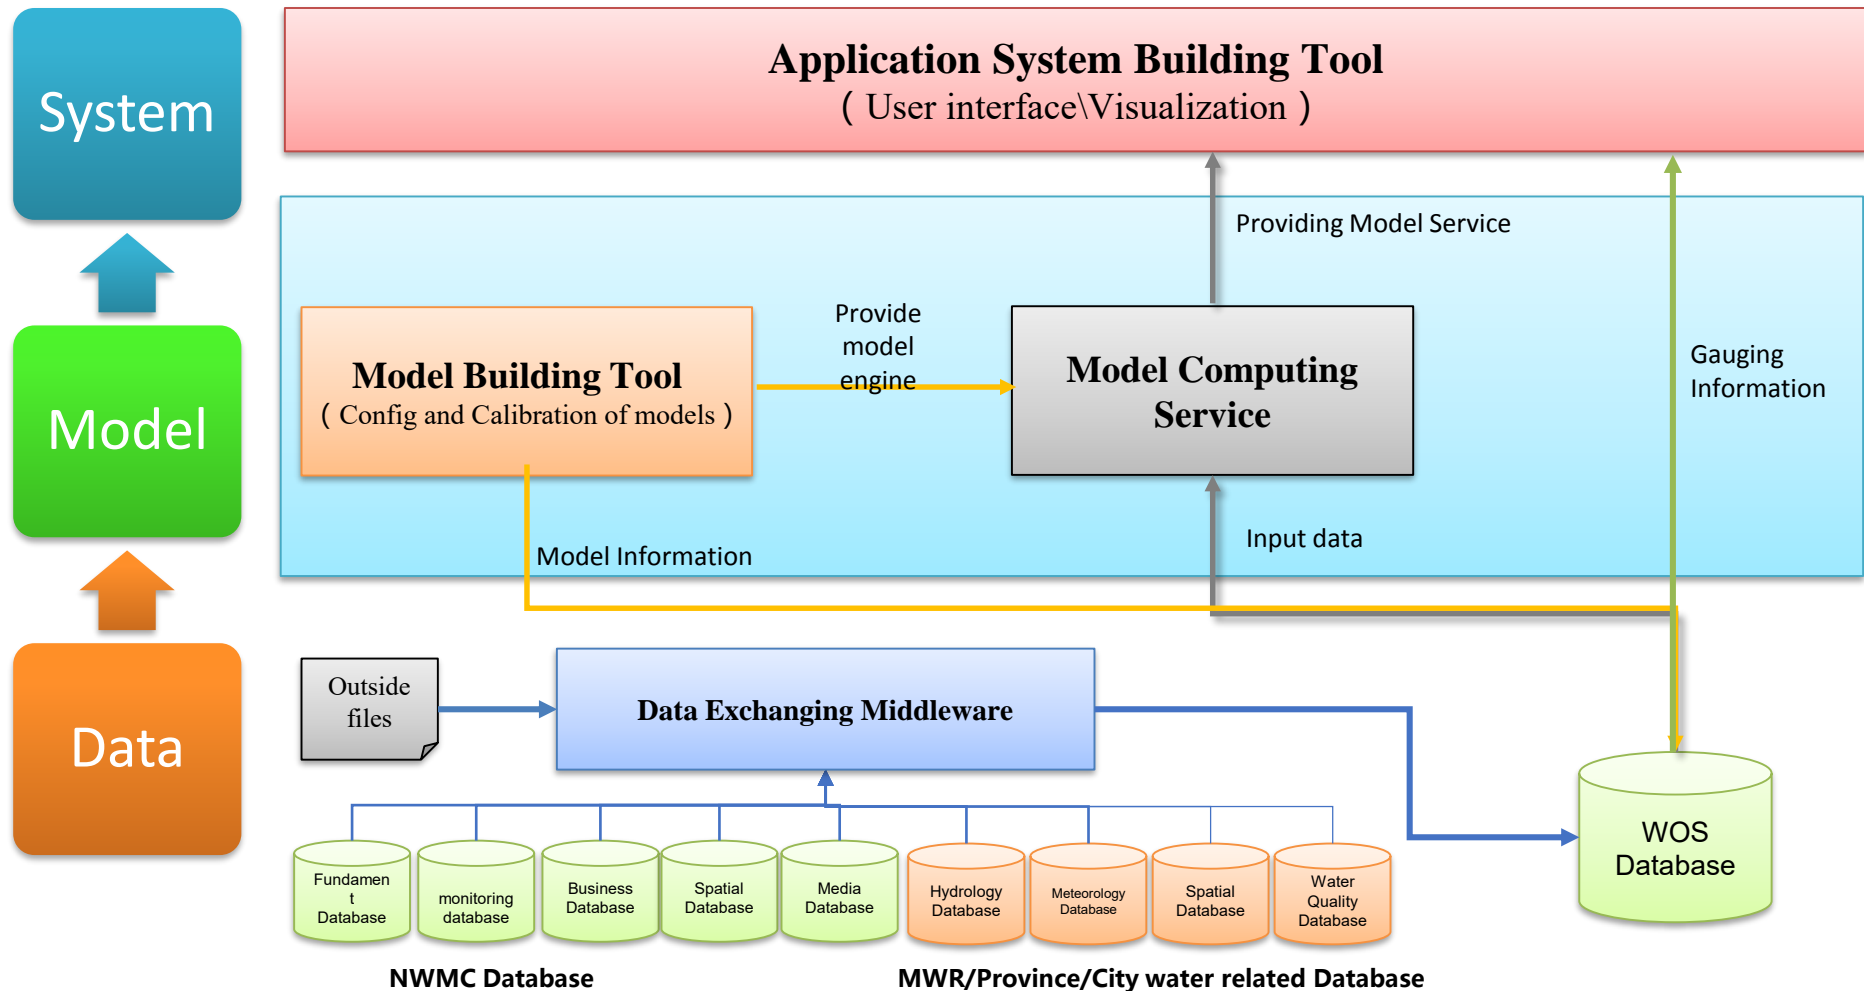 System
Application System Building Tool
( User interface\Visualization )
Providing Model Service
Model
Model Building Tool
( Config and Calibration of models )
Provide
model
engine
Model Computing
Service
Gauging
Information
Model Information
Input data
Data
Outside
files
Data Exchanging Middleware
WOS
Database
Fundamen
t
Database
monitoring
database
Business
Database
Spatial
Database
Media
Database
Hydrology
Database
Meteorology
Database
Spatial
Database
Water
Quality
Database
NWMC Database
MWR/Province/City water related Database